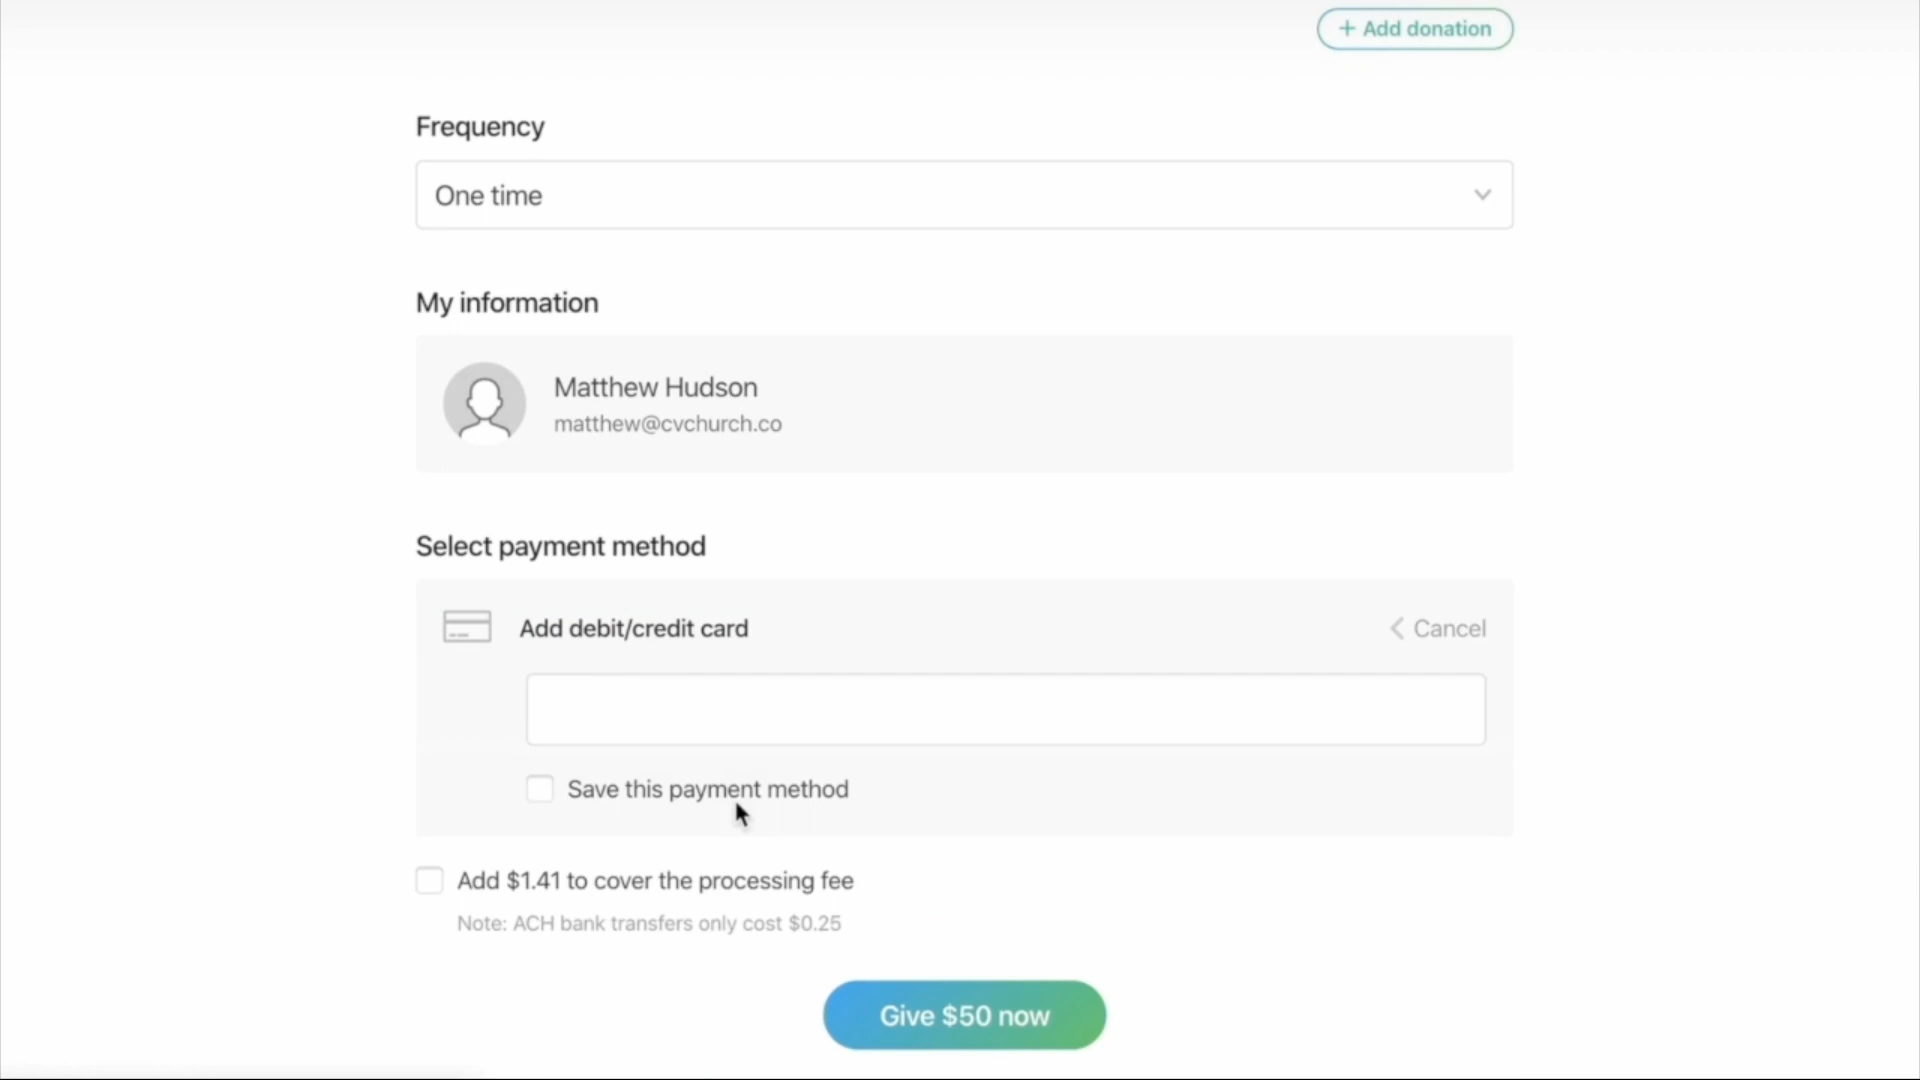 + Add donation
Frequency
One time
My information
Matthew Hudson
matthew@cvchurch.co
Select payment method
Add debit/credit card
Cancel
Save this payment method
Add $1.41 to cover the processing fee
Note: ACH bank transfers only cost $0.25
Give $50 now